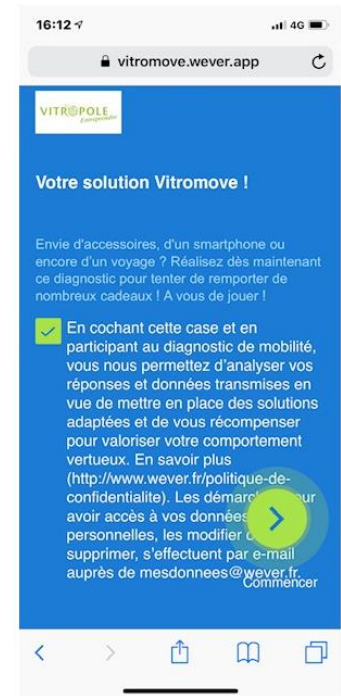 16:12
4G
vitromove.wever.app
VITROPOLE
Entreprendre
Votre solution Vitromove !
Envie d'accessoires, d'un smartphone ou
encore d'un voyage ? Réalisez dès maintenant
ce diagnostic pour tenter de remporter de
nombreux cadeaux ! A vous de jouer !
En cochant cette case et en
participant au diagnostic de mobilité,
vous nous permettez d'analyser vos
réponses et données transmises en
vue de mettre en place des solutions
adaptées et de vous récompenser
pour valoriser votre comportement
vertueux. En savoir plus
(http://www.wever.fr/politique-de-
confidentialite). Les
avoir accès à vos données
personnelles, les modifier
supprimer, s'effectuent par e-mail
auprès de mesdonnees@wever.fr.
Commencer